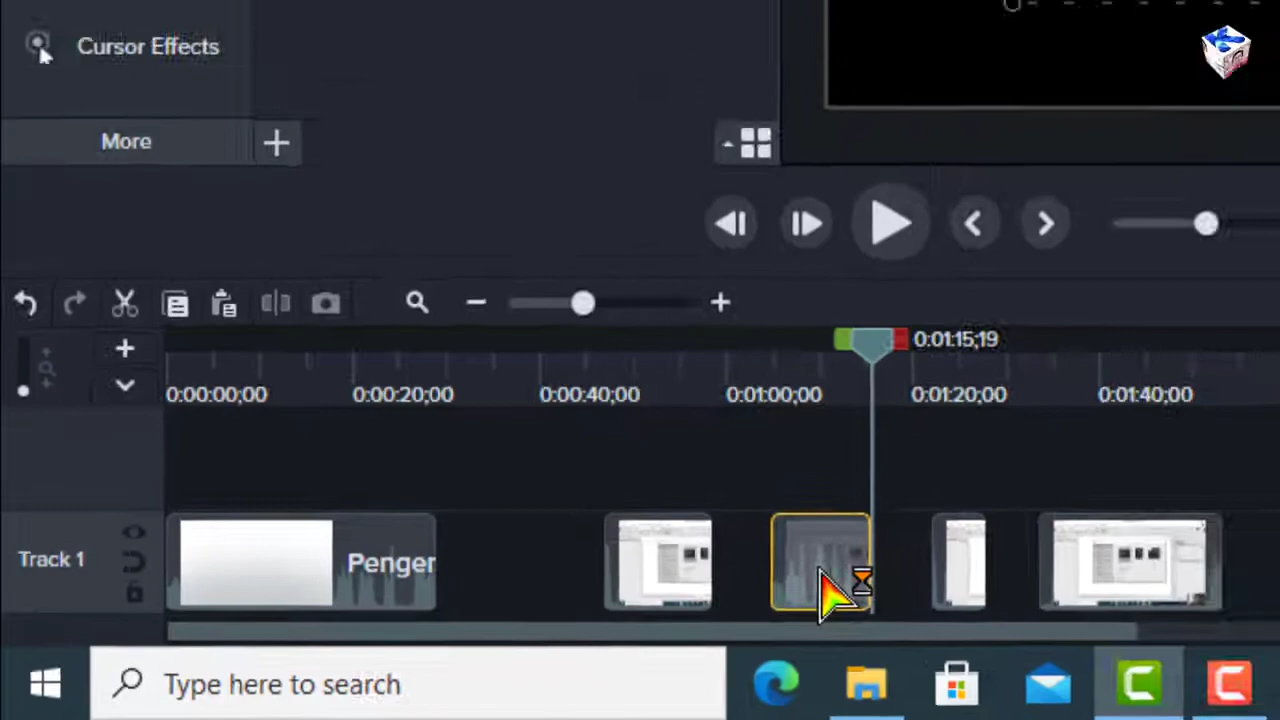 Cursor Effects
More
0:01:15;19
0:00:00;00
0:00:20;00
0:00:40;00
0:01:00;00
0:01:20;00
0:01:40;00
Track 1
Penger
Type here to search